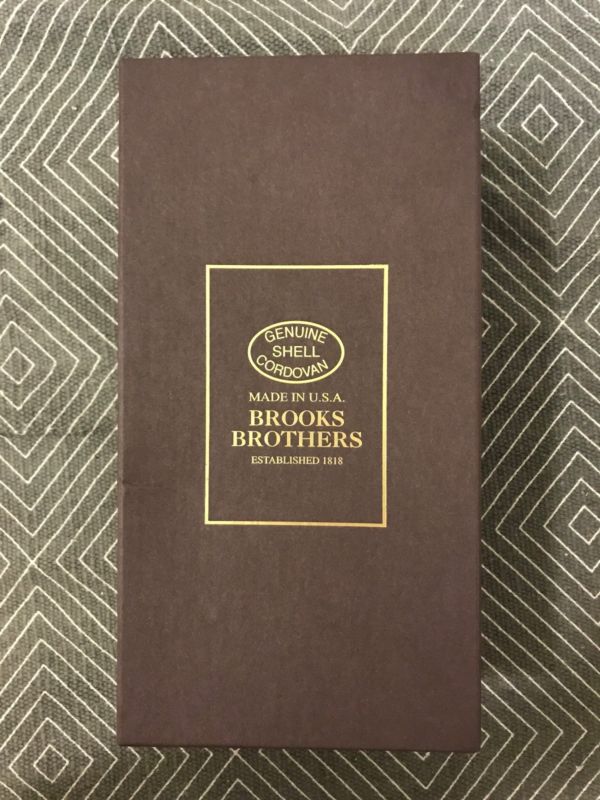 GENUINE
SHELL
CORDOVAN
MADE IN U.S.A.
BROOKS
BROTHERS
ESTABLISHED 1818